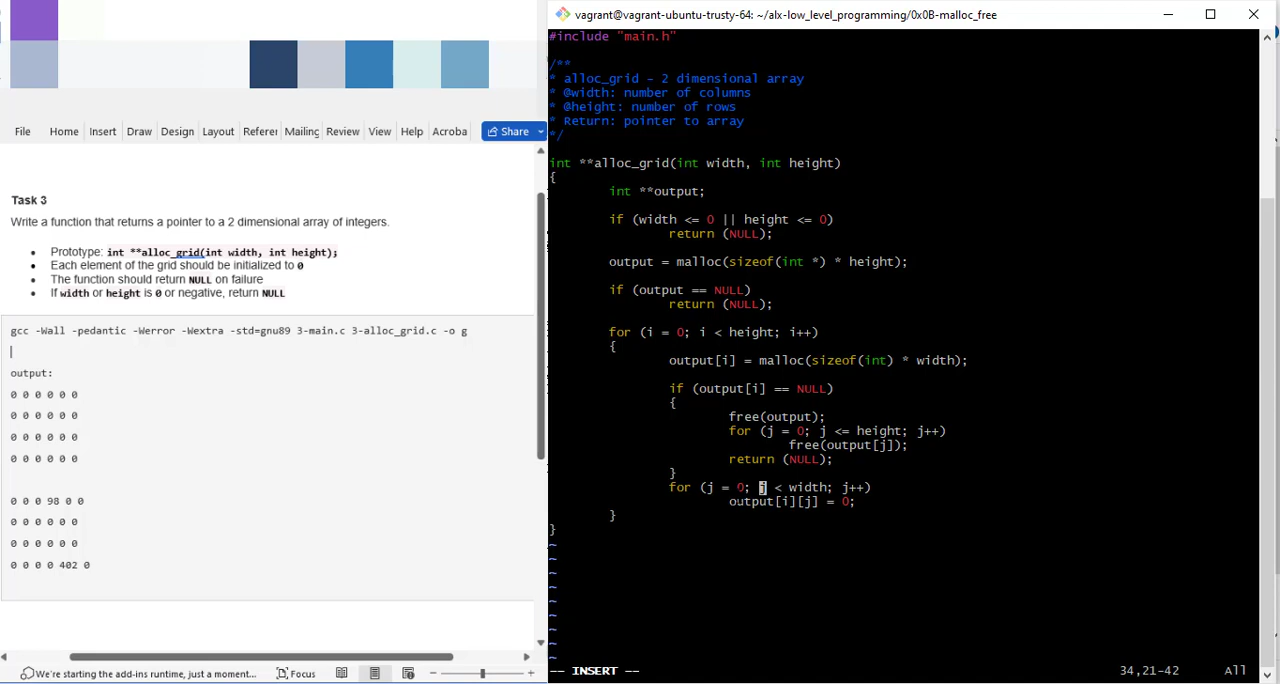 File Home Insert Draw Design Layout Referer Mailing Review View Help Acroba Share
Task 3
Write a function that returns a pointer to a 2 dimensional array of integers.
Prototype: int **alloc_grid(int width, int height);
Each element of the grid should be initialized to 0
The function should return NULL on failure
If width or height is 0 or negative, return NULL
gcc -Wall -pedantic -Werror -Wextra -std=gnu89 3-main.c 3-alloc_grid.c -o g
output:
0 0 0 0 0 0
0 0 0 0 0 0
0 0 0 0 0 0
0 0 0 0 0 0
0 0 0 98 0 0
0 0 0 0 0 0
0 0 0 0 0 0
0 0 0 0 402 0
We're starting the add-ins runtime, just a moment... Focus
vagrant@vagrant-ubuntu-trusty-64: ~/alx-low_level_programming/0x0B-malloc_free
#include "main.h"
/**
* alloc_grid - 2 dimensional array
* @width: number of columns
* @height: number of rows
* Return: pointer to array
*/
int **alloc_grid(int width, int height)
{
int **output;
if (width <= 0 || height <= 0)
return (NULL);
output = malloc(sizeof(int *) * height);
if (output == NULL)
return (NULL);
for (i = 0; i < height; i++)
{
output[i] = malloc(sizeof(int) * width);
if (output[i] == NULL)
{
free(output);
for (j = 0; j <= height; j++)
free(output[j]);
return (NULL);
}
for (j = 0; j < width; j++)
output[i][j] = 0;
}
}
~
~
~
~
~
~
~
~
~
-- INSERT -- 34,21-42 All